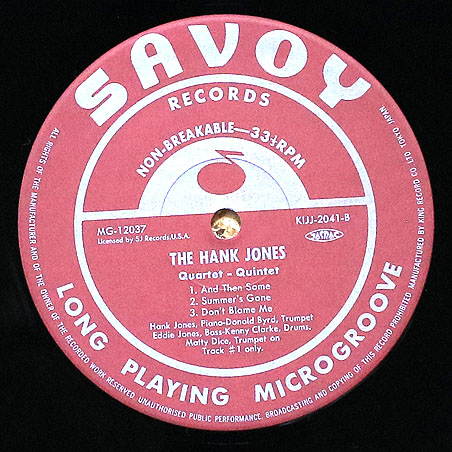 SAVOY
RECORDS
NON-BREAKABLE—33⅓RPM
MG-12037
Licensed by SJ Records.U.S.A.
KIJJ-2041-B
JASRAC
THE HANK JONES
Quartet - Quintet
1. And Then Some
2. Summer's Gone
3. Don't Blame Me
Hank Jones, Piano-Donald Byrd, Trumpet
Eddie Jones, Bass-Kenny Clarke, Drums.
Matty Dice, Trumpet on
Track #1 only.
LONG PLAYING MICROGROOVE
ALL RIGHTS OF THE MANUFACTURER AND OF THE OWNER OF THE RECORDED WORK RESERVED. UNAUTHORISED PUBLIC PERFORMANCE, BROADCASTING AND COPYING OF THIS RECORD PROHIBITED. MANUFACTURED BY KING RECORD CO. LTD. TOKYO JAPAN